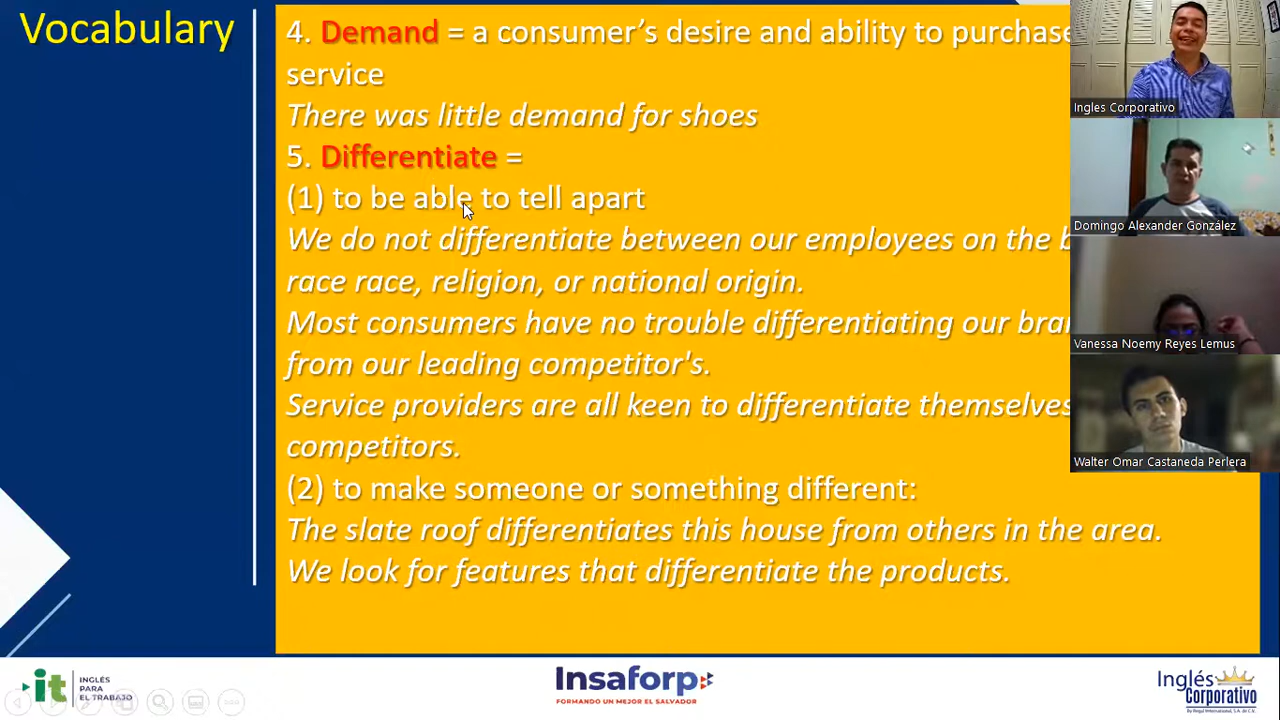 Vocabulary
4. Demand = a consumer's desire and ability to purchase
service
There was little demand for shoes
5. Differentiate =
(1) to be able to tell apart
We do not differentiate between our employees on the b
race race, religion, or national origin.
Most consumers have no trouble differentiating our bran
from our leading competitor's.
Service providers are all keen to differentiate themselves
competitors.
(2) to make someone or something different:
The slate roof differentiates this house from others in the area.
We look for features that differentiate the products.
Ingles Corporativo
Domingo Alexander González
Vanessa Noemy Reyes Lemus
Walter Omar Castaneda Perlera
it
INGLÉS
PARA
EL TRABAJO
Insaforp
FORMANDO UN MEJOR EL SALVADOR
Inglés
Corporativo
By Regal International, S.A. de C.V.